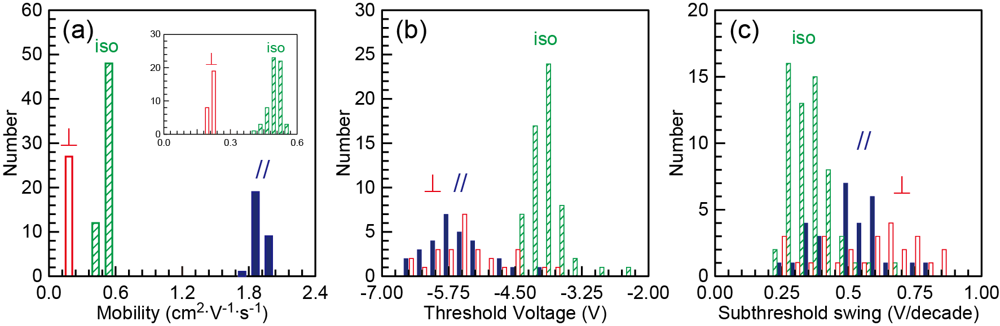 (a)
iso
⊥
//
60
50
40
30
20
10
0
Number
0.0 0.6 1.2 1.8 2.4
Mobility (cm²·V⁻¹·s⁻¹)
30
20
10
0
⊥
iso
0.0 0.3 0.6
(b)
iso
⊥ //
30
25
20
15
10
5
0
Number
-7.00 -5.75 -4.50 -3.25 -2.00
Threshold Voltage (V)
(c)
iso
//
⊥
20
15
10
5
0
Number
0.00 0.25 0.5 0.75 1.00
Subthreshold swing (V/decade)